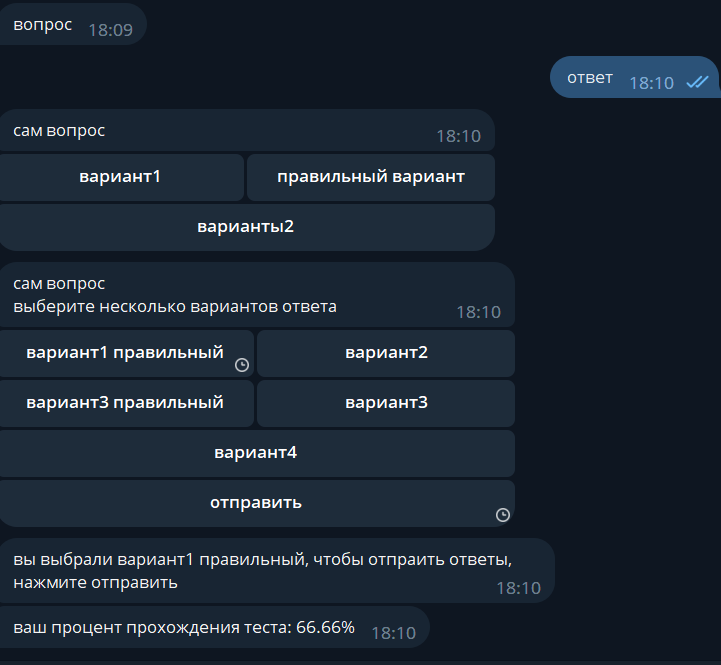 вопрос 18:09
ответ 18:10
сам вопрос 18:10
вариант1 правильный вариант
варианты2
сам вопрос
выберите несколько вариантов ответа 18:10
вариант1 правильный вариант2
вариант3 правильный вариант3
вариант4
отправить
вы выбрали вариант1 правильный, чтобы отпраить ответы,
нажмите отправить 18:10
ваш процент прохождения теста: 66.66% 18:10